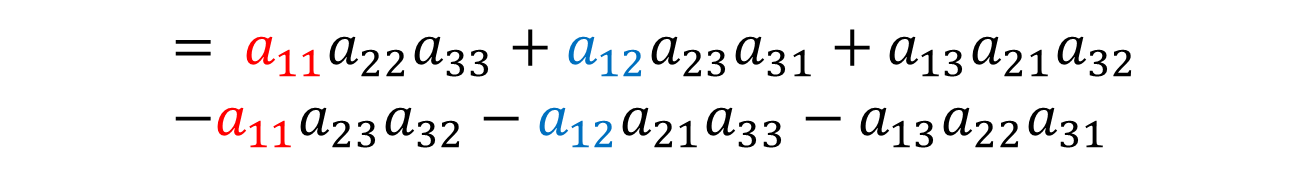 = a₁₁a₂₂a₃₃ + a₁₂a₂₃a₃₁ + a₁₃a₂₁a₃₂
−a₁₁a₂₃a₃₂ − a₁₂a₂₁a₃₃ − a₁₃a₂₂a₃₁